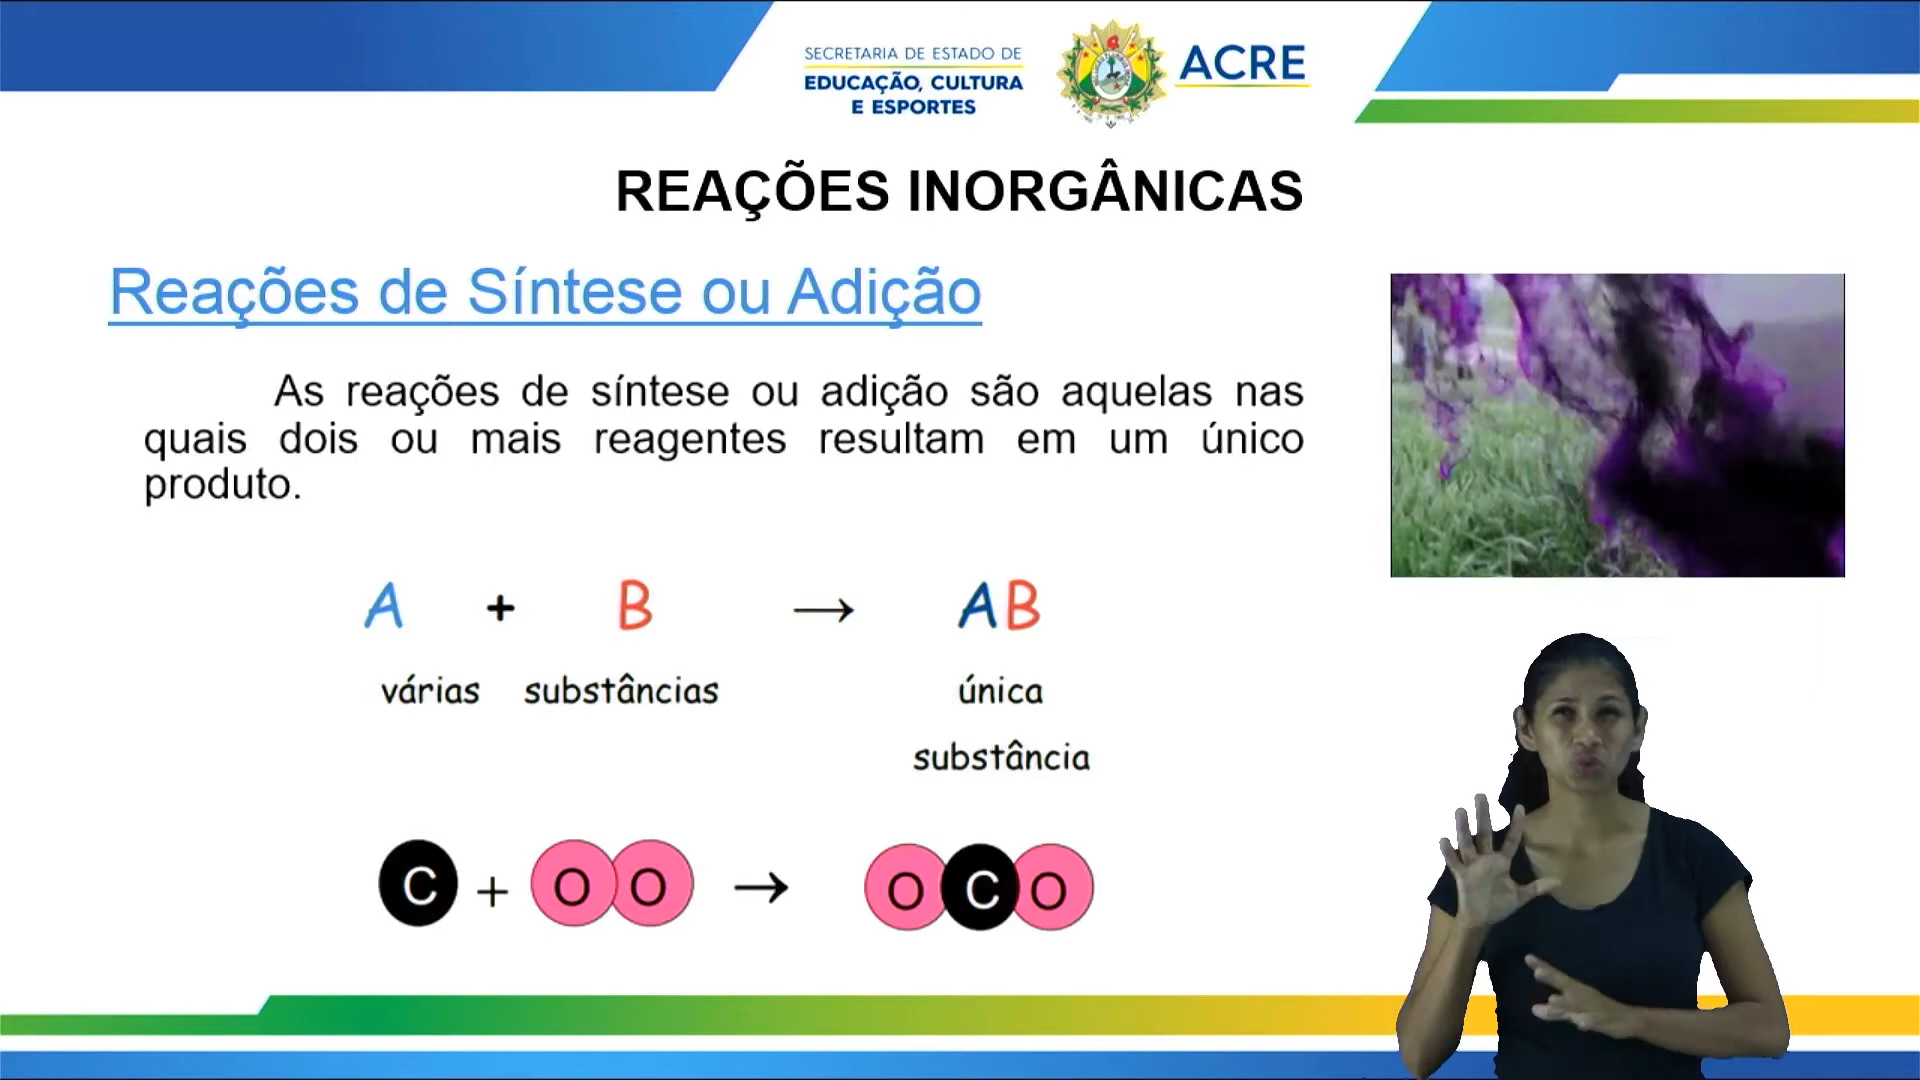 SECRETARIA DE ESTADO DE
EDUCAÇÃO, CULTURA
E ESPORTES
ACRE
REAÇÕES INORGÂNICAS
Reações de Síntese ou Adição
As reações de síntese ou adição são aquelas nas
quais dois ou mais reagentes resultam em um único
produto.
A + B → AB
várias substâncias única
substância
C + O O → O C O